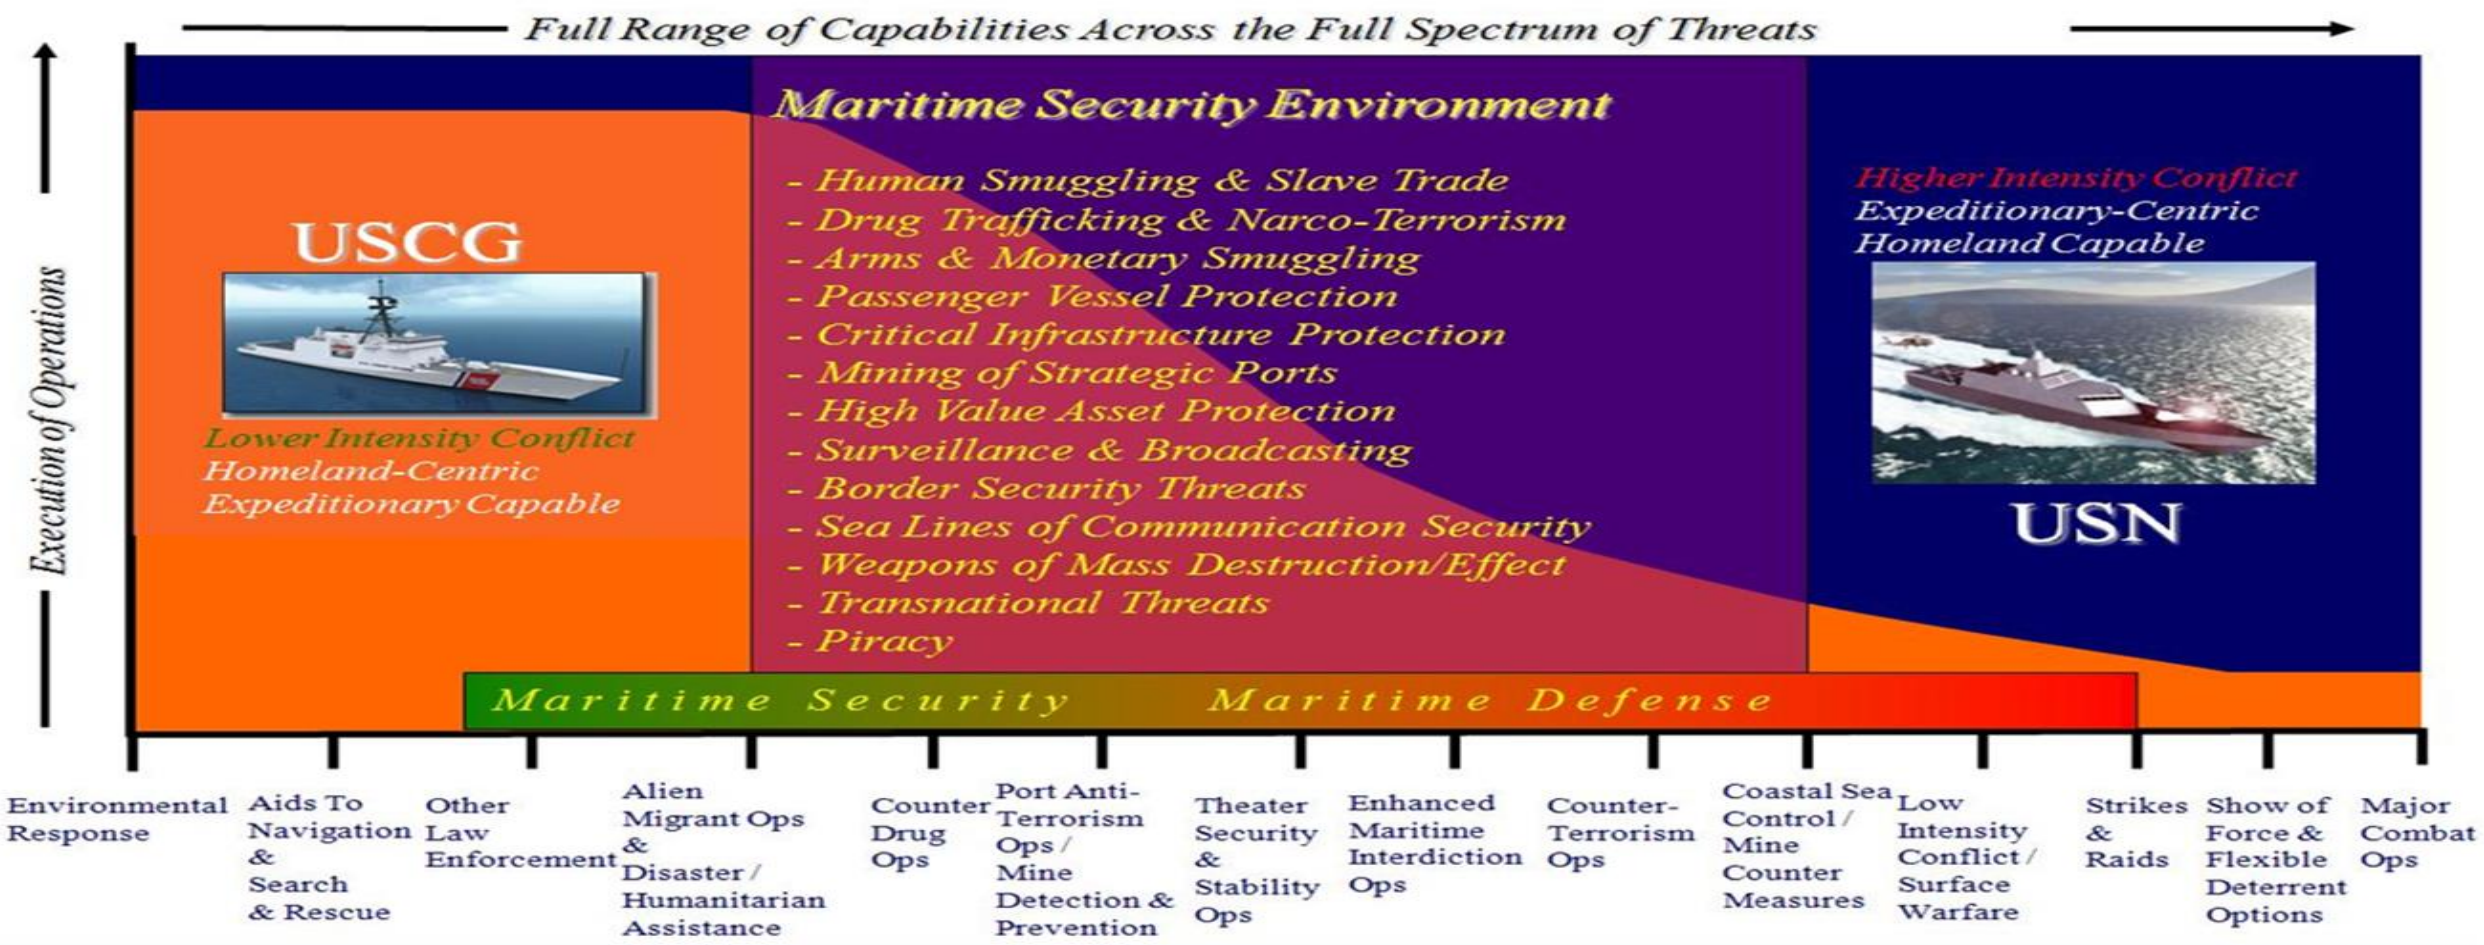 Full Range of Capabilities Across the Full Spectrum of Threats
Execution of Operations
Maritime Security Environment
- Human Smuggling & Slave Trade
- Drug Trafficking & Narco-Terrorism
- Arms & Monetary Smuggling
- Passenger Vessel Protection
- Critical Infrastructure Protection
- Mining of Strategic Ports
- High Value Asset Protection
- Surveillance & Broadcasting
- Border Security Threats
- Sea Lines of Communication Security
- Weapons of Mass Destruction/Effect
- Transnational Threats
- Piracy
USCG
Lower Intensity Conflict
Homeland-Centric
Expeditionary Capable
Higher Intensity Conflict
Expeditionary-Centric
Homeland Capable
USN
Maritime Security Maritime Defense
Environmental
Response
Aids To
Navigation
&
Search
& Rescue
Other
Law
Enforcement
Alien
Migrant Ops
&
Disaster /
Humanitarian
Assistance
Counter
Drug
Ops
Port Anti-
Terrorism
Ops /
Mine
Detection &
Prevention
Theater
Security
&
Stability
Ops
Enhanced
Maritime
Interdiction
Ops
Counter-
Terrorism
Ops
Coastal Sea
Control /
Mine
Counter
Measures
Low
Intensity
Conflict /
Surface
Warfare
Strikes
&
Raids
Show of
Force &
Flexible
Deterrent
Options
Major
Combat
Ops